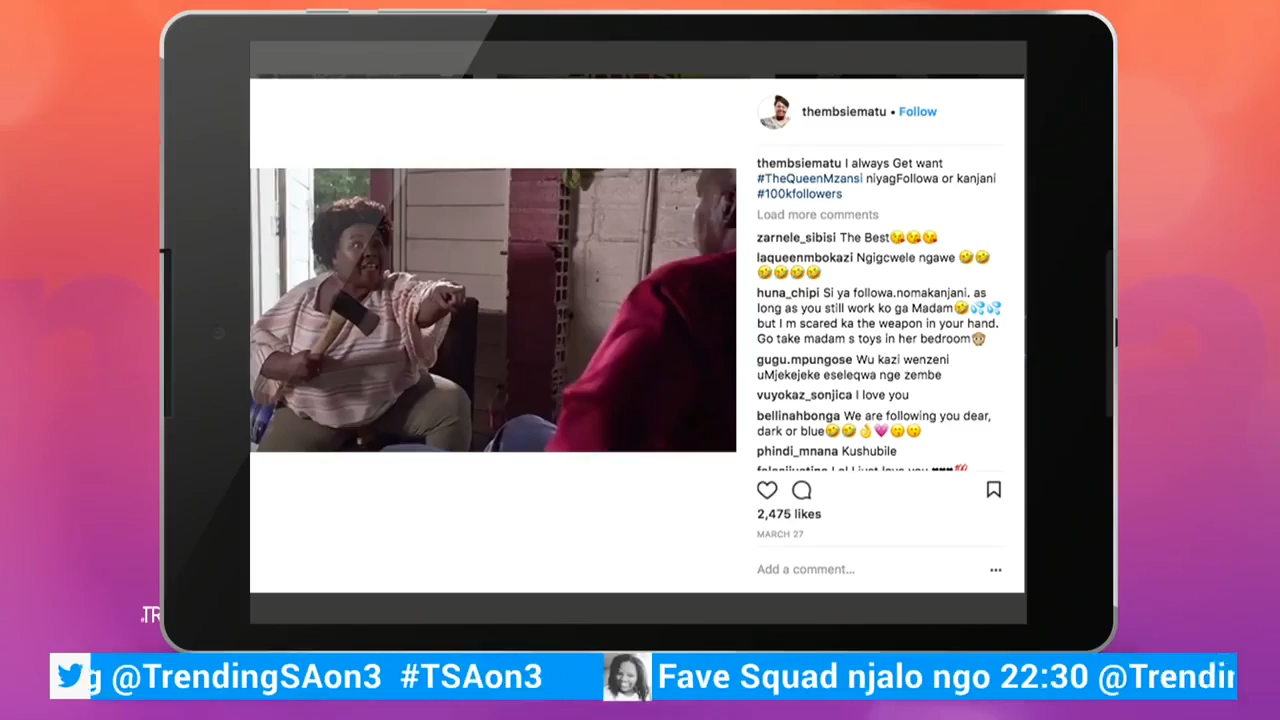 thembsiematu • Follow
thembsiematu I always Get want
#TheQueenMzansi niyagFollowa or kanjani
#100kfollowers
Load more comments
zarnele_sibisi The Best😘😘😘
laqueenmbokazi Ngigcwele ngawe 🤣🤣
🤣🤣🤣🤣
huna_chipi Si ya followa.nomakanjani. as
long as you still work ko ga Madam🤣💦💦
but I m scared ka the weapon in your hand.
Go take madam s toys in her bedroom🙊
gugu.mpungose Wu kazi wenzeni
uMjekejeke eseleqwa nge zembe
vuyokaz_sonjica I love you
bellinahbonga We are following you dear,
dark or blue🤣🤣👌💗😗😗
phindi_mnana Kushubile
2,475 likes
MARCH 27
Add a comment...
.TR
g @TrendingSAon3 #TSAon3
Fave Squad njalo ngo 22:30 @Trendin